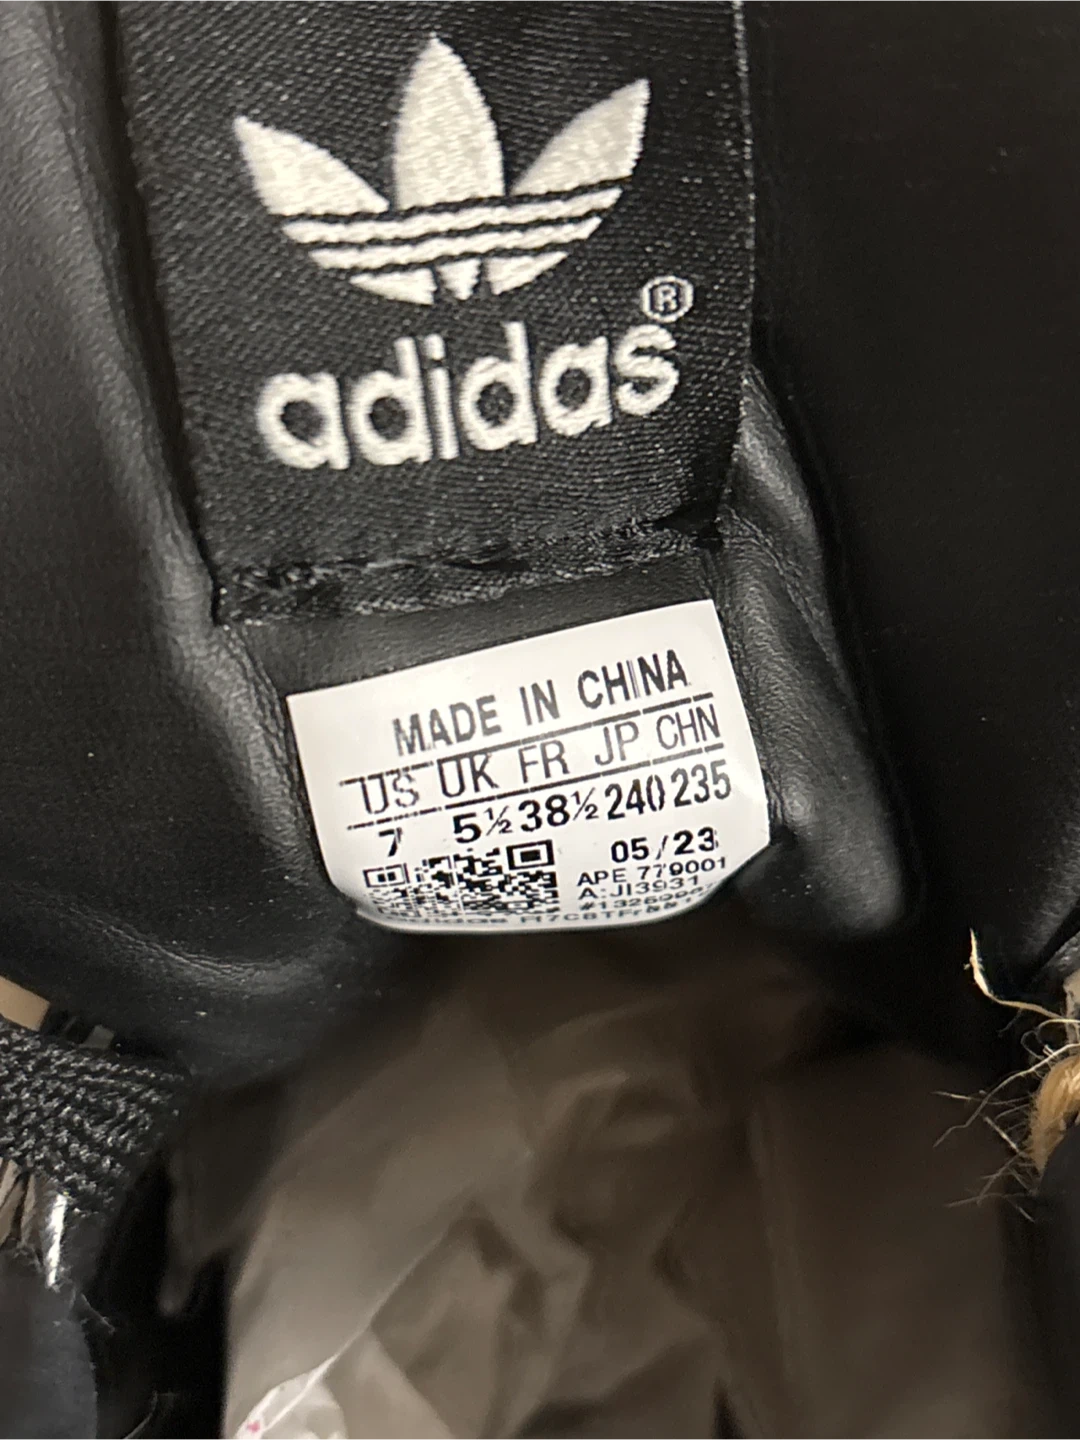 adidas®
MADE IN CHINA
US UK FR JP CHN
7 5½ 38½ 240 235
05/23
APE 779001
A:JI3931